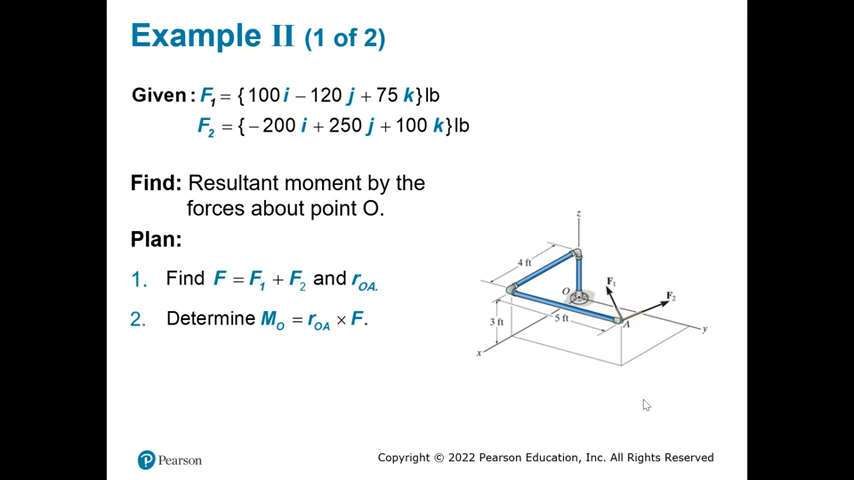 Example II (1 of 2)
Given: F1 = {100 i − 120 j + 75 k}lb
F2 = {−200 i + 250 j + 100 k}lb
Find: Resultant moment by the
forces about point O.
Plan:
1. Find F = F1 + F2 and rOA.
2. Determine MO = rOA × F.
z
4 ft
O
F1
F2
3 ft
5 ft
A
y
x
Pearson
Copyright © 2022 Pearson Education, Inc. All Rights Reserved